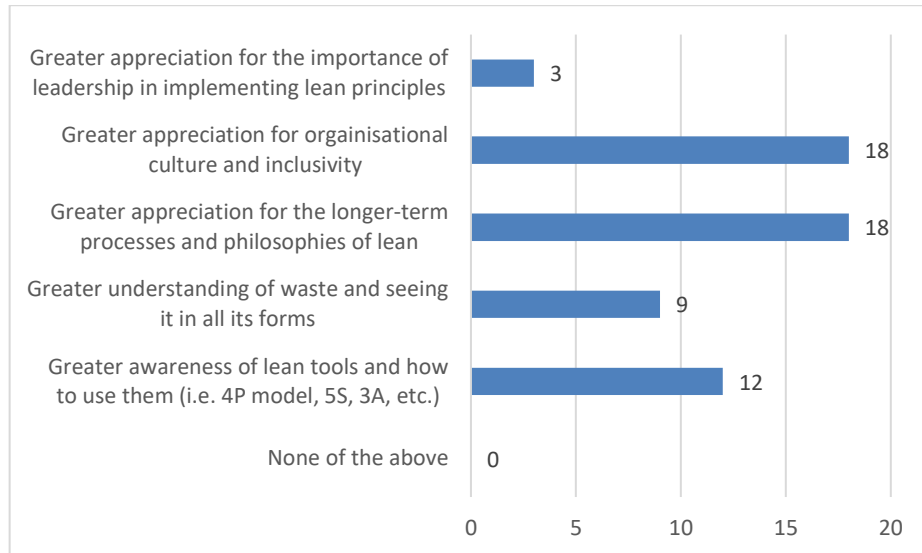 Greater appreciation for the importance of
leadership in implementing lean principles
3
Greater appreciation for orgainisational
culture and inclusivity
18
Greater appreciation for the longer-term
processes and philosophies of lean
18
Greater understanding of waste and seeing
it in all its forms
9
Greater awareness of lean tools and how
to use them (i.e. 4P model, 5S, 3A, etc.)
12
None of the above
0
0 5 10 15 20